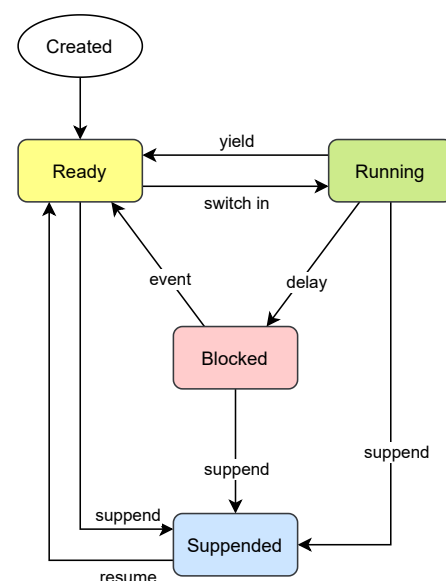 Created
yield
Ready
Running
switch in
event
delay
Blocked
suppend
suppend
suppend
Suppended
resume